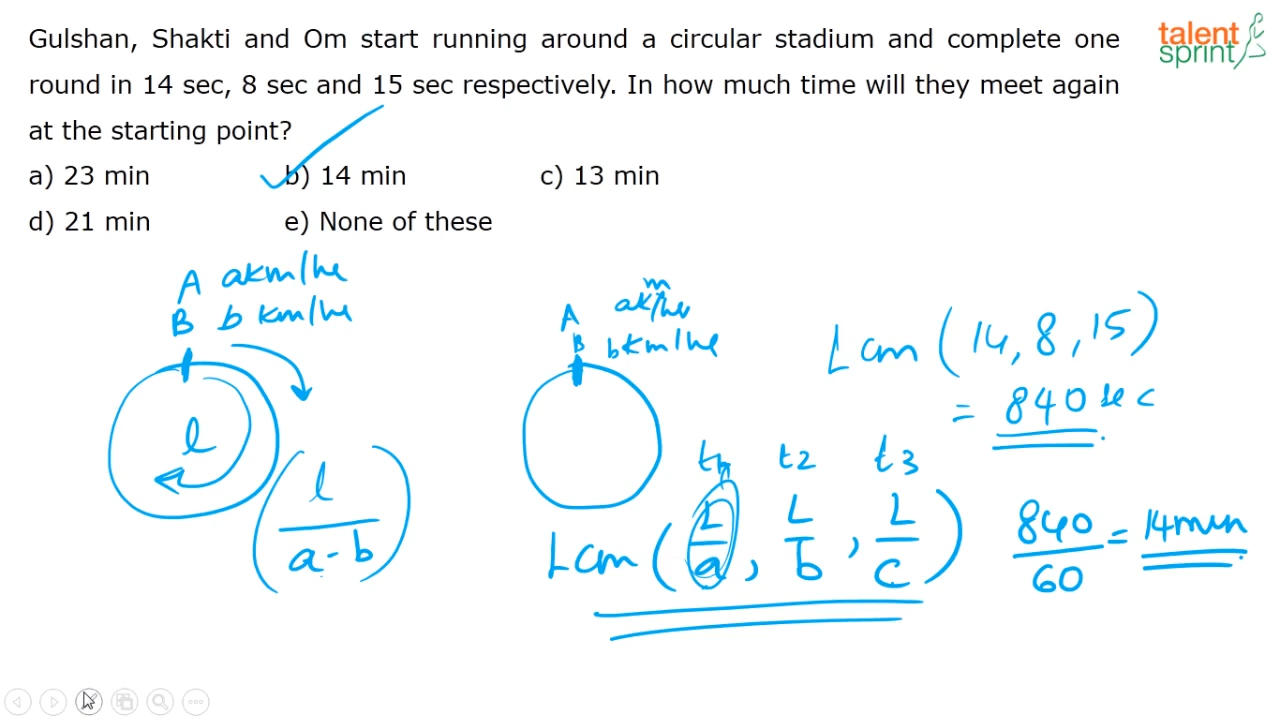 Gulshan, Shakti and Om start running around a circular stadium and complete one
round in 14 sec, 8 sec and 15 sec respectively. In how much time will they meet again
at the starting point?
a) 23 min b) 14 min c) 13 min
d) 21 min e) None of these
talent
sprint
A a km/hr
B b km/hr
l
l
a - b
A
B b km/hr
Lcm (14, 8, 15)
= 840 sec
t2 t3
Lcm (L/a, L/b, L/c)
840/60 = 14 min